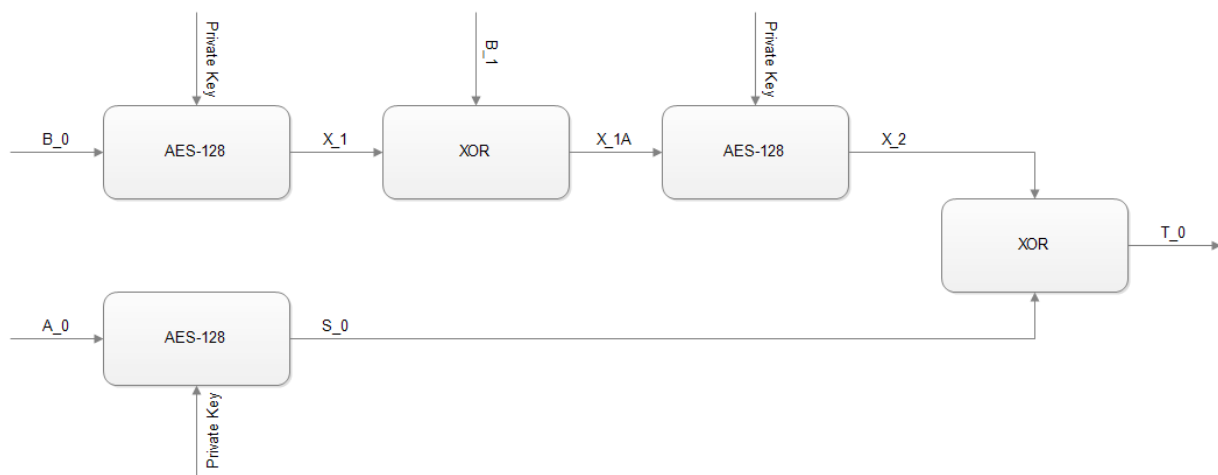 Private Key
B_1
Private Key
B_0
AES-128
X_1
XOR
X_1A
AES-128
X_2
XOR
T_0
A_0
AES-128
S_0
Private Key